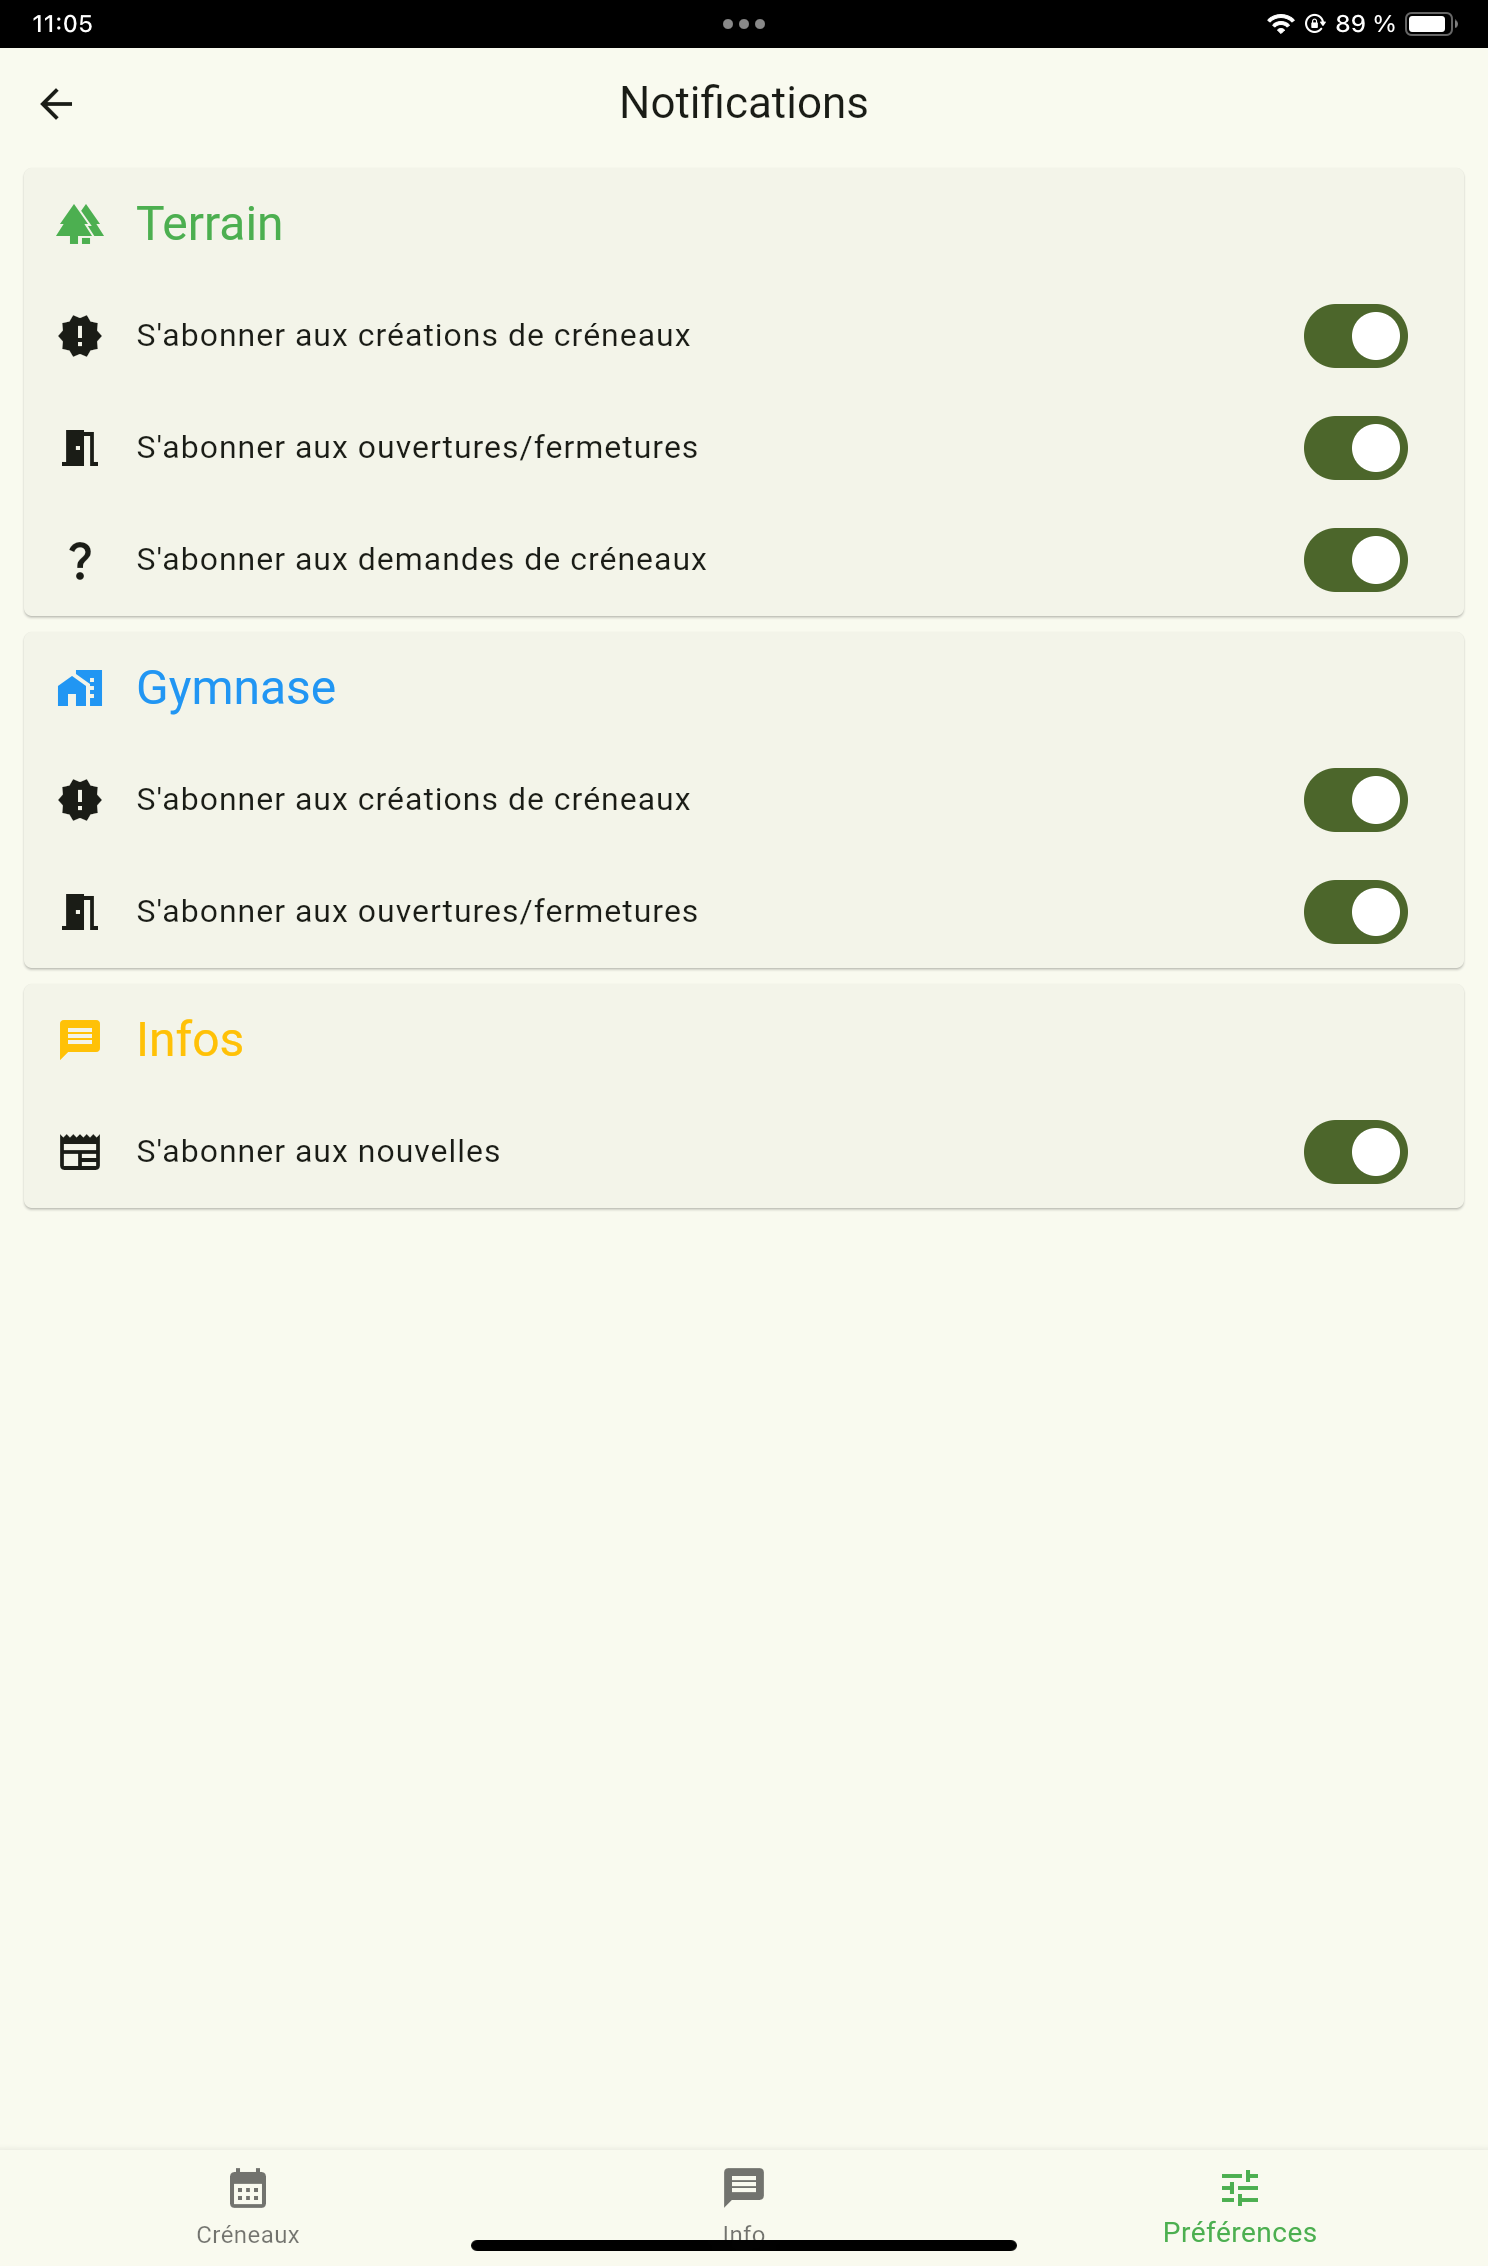 11:05
89 %
Notifications
Terrain
S'abonner aux créations de créneaux
S'abonner aux ouvertures/fermetures
S'abonner aux demandes de créneaux
Gymnase
S'abonner aux créations de créneaux
S'abonner aux ouvertures/fermetures
Infos
S'abonner aux nouvelles
Créneaux
Info
Préférences